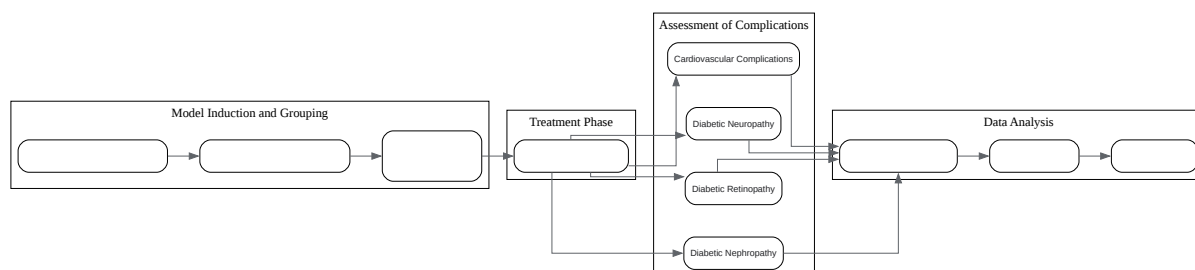 Assessment of Complications
Cardiovascular Complications
Model Induction and Grouping
Treatment Phase
Diabetic Neuropathy
Data Analysis
Diabetic Retinopathy
Diabetic Nephropathy